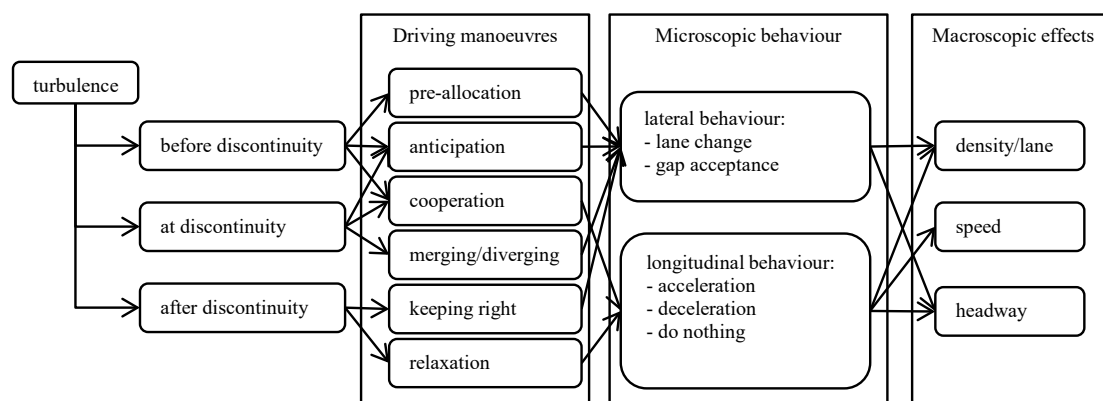 Driving manoeuvres
Microscopic behaviour
Macroscopic effects
turbulence
before discontinuity
at discontinuity
after discontinuity
pre-allocation
anticipation
cooperation
merging/diverging
keeping right
relaxation
lateral behaviour:
- lane change
- gap acceptance
longitudinal behaviour:
- acceleration
- deceleration
- do nothing
density/lane
speed
headway